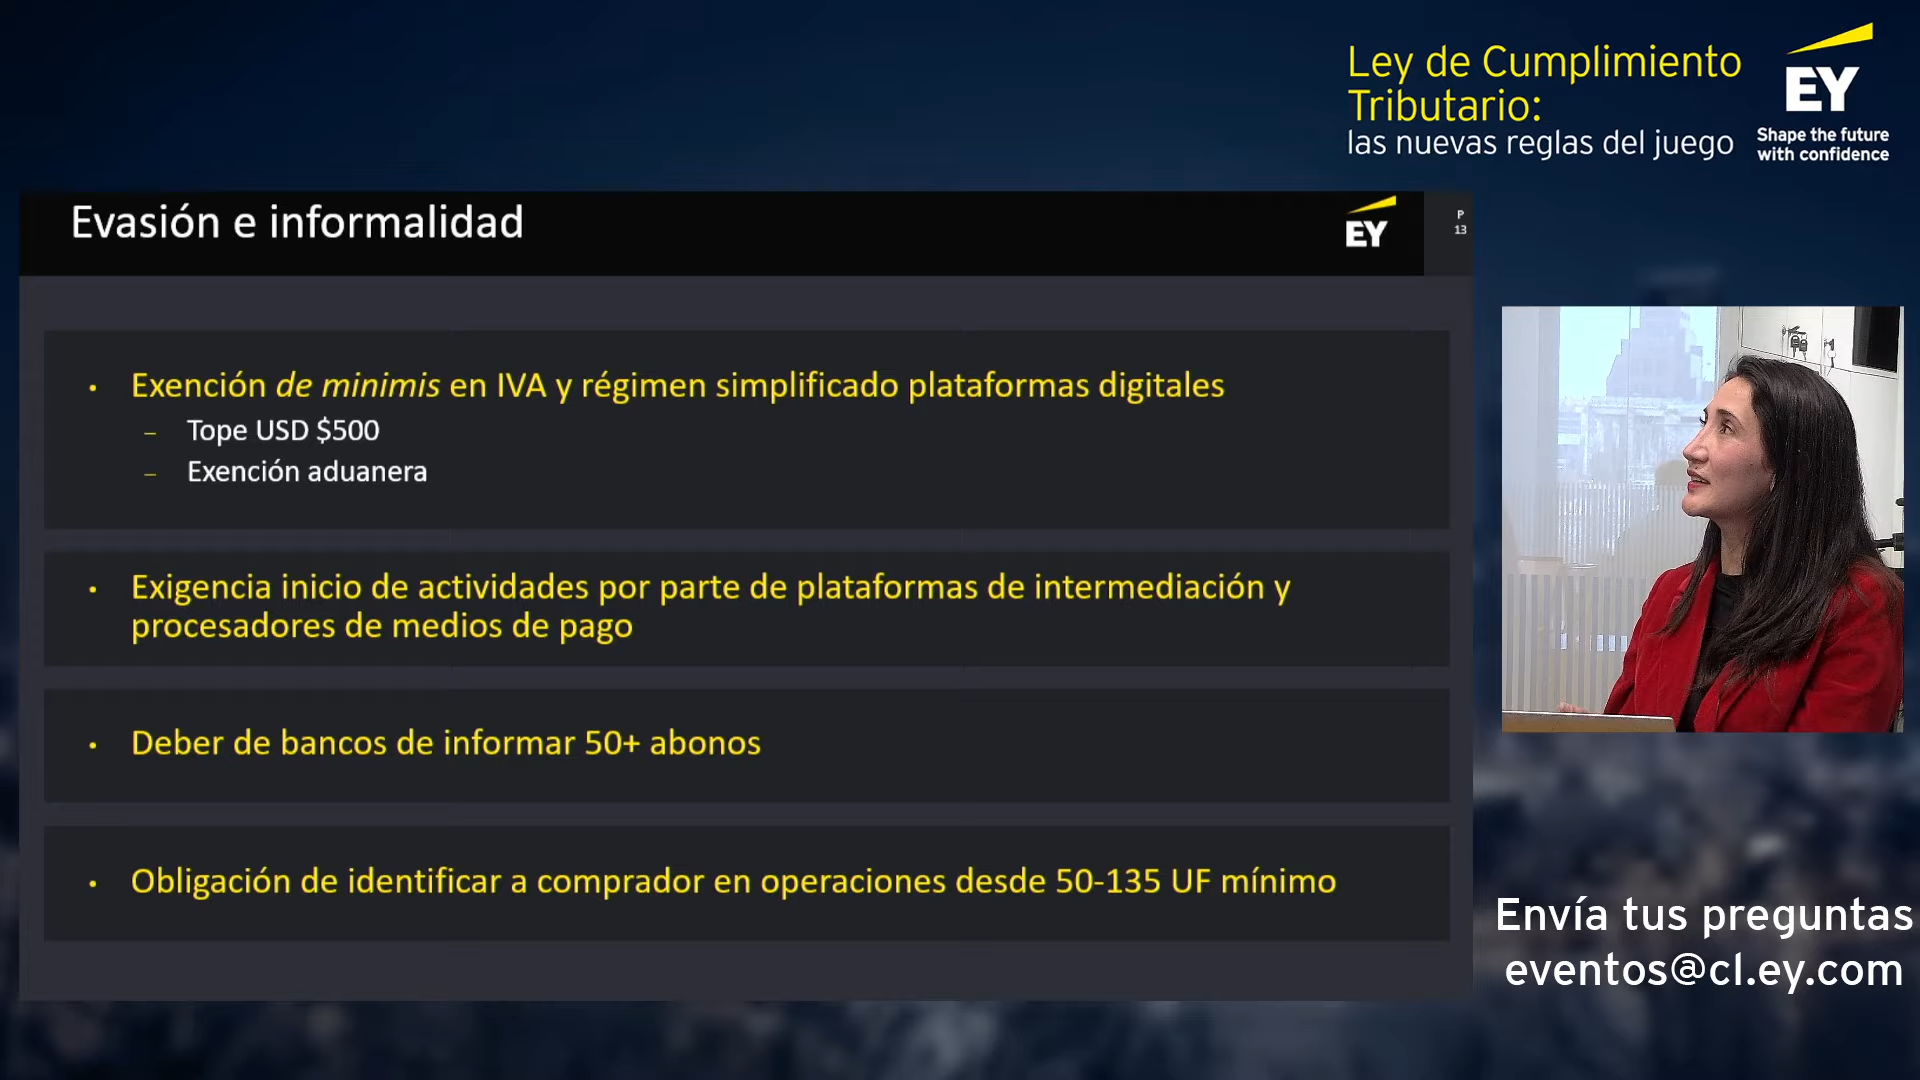 Ley de Cumplimiento
Tributario:
las nuevas reglas del juego
EY
Shape the future
with confidence
Evasión e informalidad
EY
P
13
• Exención de minimis en IVA y régimen simplificado plataformas digitales
– Tope USD $500
– Exención aduanera
• Exigencia inicio de actividades por parte de plataformas de intermediación y
procesadores de medios de pago
• Deber de bancos de informar 50+ abonos
• Obligación de identificar a comprador en operaciones desde 50-135 UF mínimo
Envía tus preguntas
eventos@cl.ey.com